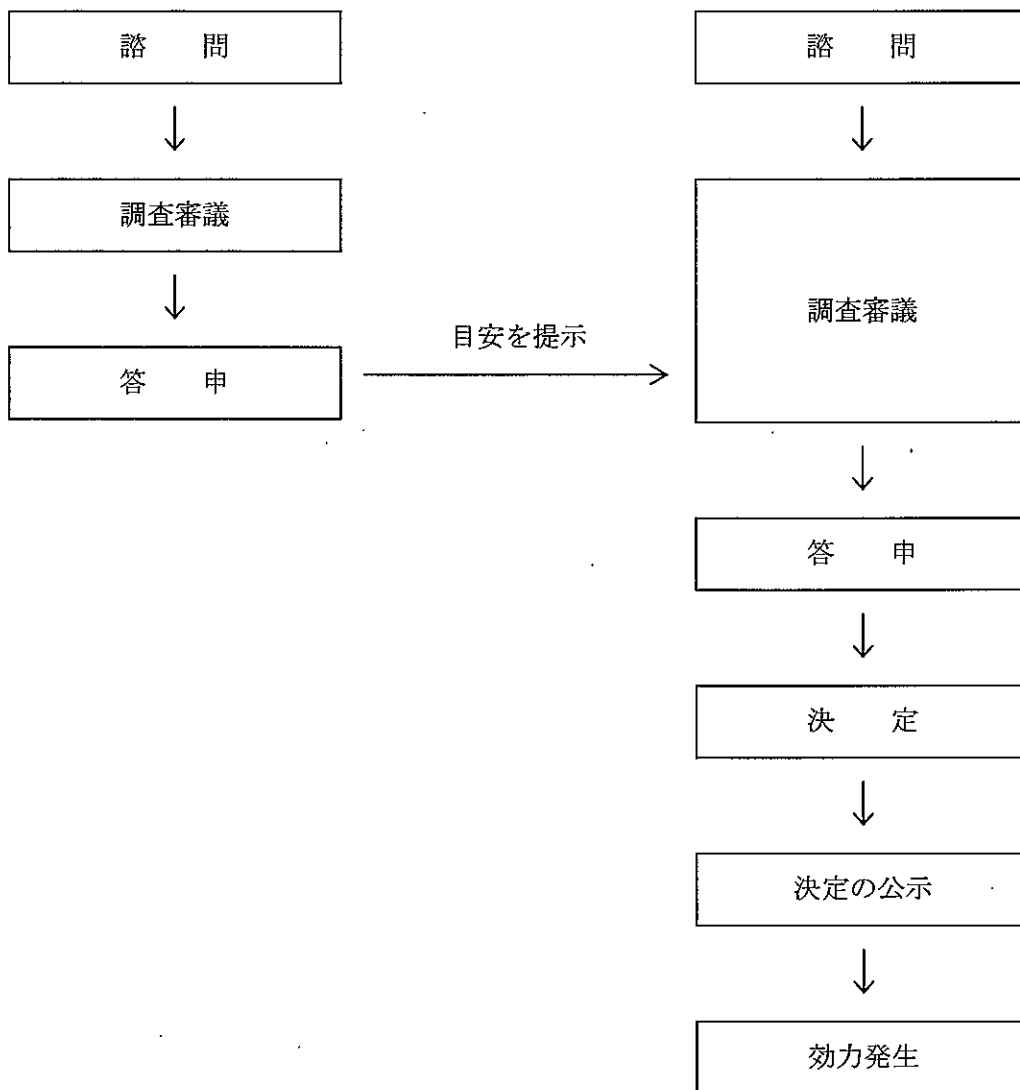 諮　問
調査審議
答　申
目安を提示
諮　問
調査審議
答　申
決　定
決定の公示
効力発生